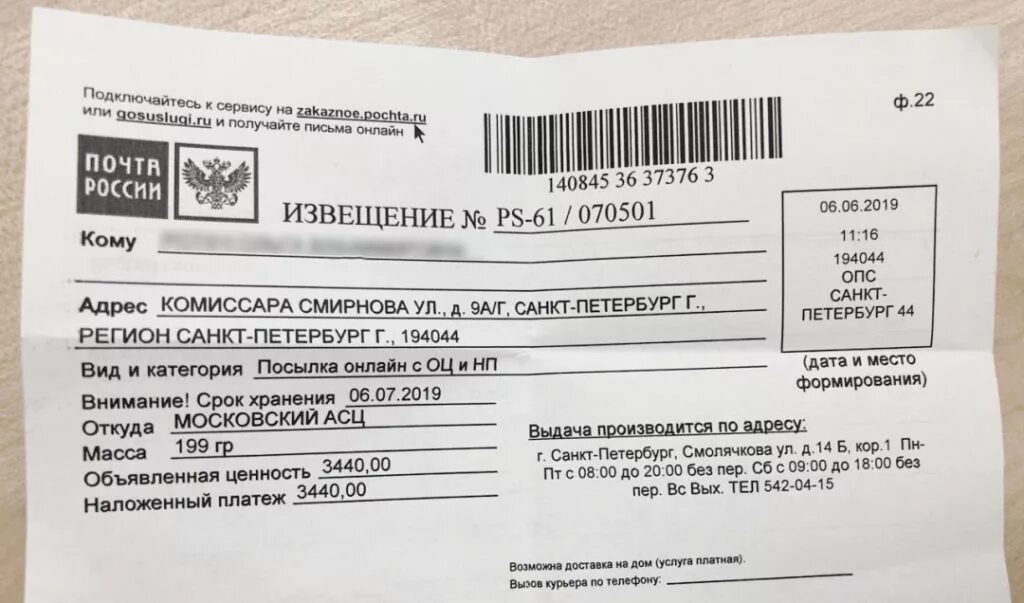 Подключайтесь к сервису на zakaznoe.pochta.ru
или gosuslugi.ru и получайте письма онлайн
ф.22
140845 36 37376 3
ПОЧТА
РОССИИ
ИЗВЕЩЕНИЕ № PS-61 / 070501
06.06.2019
11:16
194044
ОПС
САНКТ-
ПЕТЕРБУРГ 44
(дата и место
формирования)
Кому
Адрес КОМИССАРА СМИРНОВА УЛ., д. 9А/Г, САНКТ-ПЕТЕРБУРГ Г.,
РЕГИОН САНКТ-ПЕТЕРБУРГ Г., 194044
Вид и категория Посылка онлайн с ОЦ и НП
Внимание! Срок хранения 06.07.2019
Откуда МОСКОВСКИЙ АСЦ
Масса 199 гр
Объявленная ценность 3440,00
Наложенный платеж 3440,00
Выдача производится по адресу:
г. Санкт-Петербург, Смолячкова ул. д.14 Б, кор.1 Пн-
Пт с 08:00 до 20:00 без пер. Сб с 09:00 до 18:00 без
пер. Вс Вых. ТЕЛ 542-04-15
Возможна доставка на дом (услуга платная).
Вызов курьера по телефону: